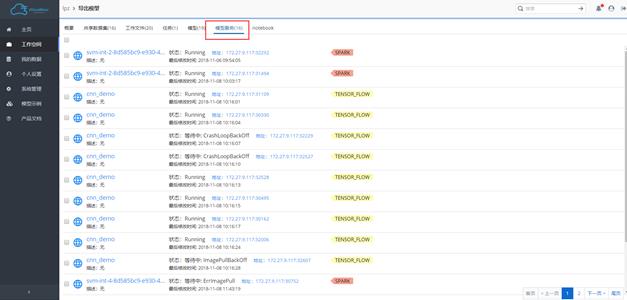 lpz > 导出模型
搜索
概要 共享数据集(16) 工作文件(20) 任务(1) 模型(19) 模型服务(16) notebook
主页
工作空间
我的数据
个人设置
系统管理
模型示例
产品文档
svm-int-2-8d585bc9-e930-4... 状态：Running 地址：172.27.9.117:32292 SPARK
描述：无 最后修改时间: 2018-11-06 09:54:05
svm-int-2-8d585bc9-e930-4... 状态：Running 地址：172.27.9.117:31494 SPARK
描述：无 最后修改时间: 2018-11-08 10:03:17
cnn_demo 状态：Running 地址：172.27.9.117:31109 TENSOR_FLOW
描述：无 最后修改时间: 2018-11-08 10:16:01
cnn_demo 状态：Running 地址：172.27.9.117:30330 TENSOR_FLOW
描述：无 最后修改时间: 2018-11-08 10:16:04
cnn_demo 状态：等待中: CrashLoopBackOff 地址：172.27.9.117:32229 TENSOR_FLOW
描述：无 最后修改时间: 2018-11-08 10:16:07
cnn_demo 状态：等待中: CrashLoopBackOff 地址：172.27.9.117:32527 TENSOR_FLOW
描述：无 最后修改时间: 2018-11-08 10:16:10
cnn_demo 状态：Running 地址：172.27.9.117:32528 TENSOR_FLOW
描述：无 最后修改时间: 2018-11-08 10:16:13
cnn_demo 状态：Running 地址：172.27.9.117:30495 TENSOR_FLOW
描述：无 最后修改时间: 2018-11-08 10:16:15
cnn_demo 状态：Running 地址：172.27.9.117:30162 TENSOR_FLOW
描述：无 最后修改时间: 2018-11-08 10:16:17
cnn_demo 状态：Running 地址：172.27.9.117:32006 TENSOR_FLOW
描述：无 最后修改时间: 2018-11-08 10:16:24
cnn_demo 状态：等待中: ImagePullBackOff 地址：172.27.9.117:32607 TENSOR_FLOW
描述：无 最后修改时间: 2018-11-08 10:16:28
svm-int-4-8d585bc9-e930-4... 状态：等待中: ErrImagePull 地址：172.27.9.117:30752 SPARK
描述：无 最后修改时间: 2018-11-08 11:43:19
首页 < 上一页 1 2 下一页 > 尾页